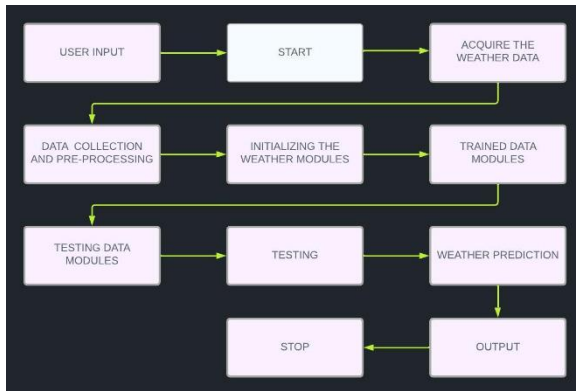 USER INPUT
START
ACQUIRE THE
WEATHER DATA
DATA COLLECTION
AND PRE-PROCESSING
INITIALIZING THE
WEATHER MODULES
TRAINED DATA
MODULES
TESTING DATA
MODULES
TESTING
WEATHER PREDICTION
STOP
OUTPUT